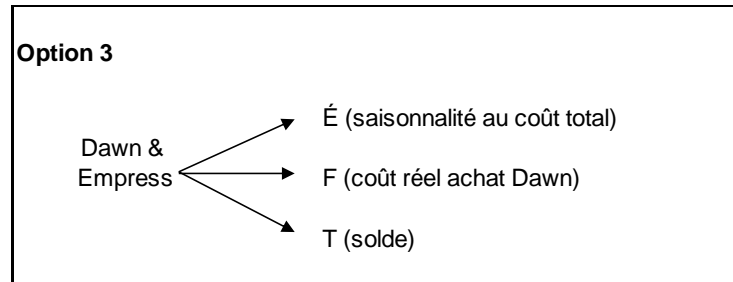 Option 3
É (saisonnalité au coût total)
Dawn &
Empress
F (coût réel achat Dawn)
T (solde)